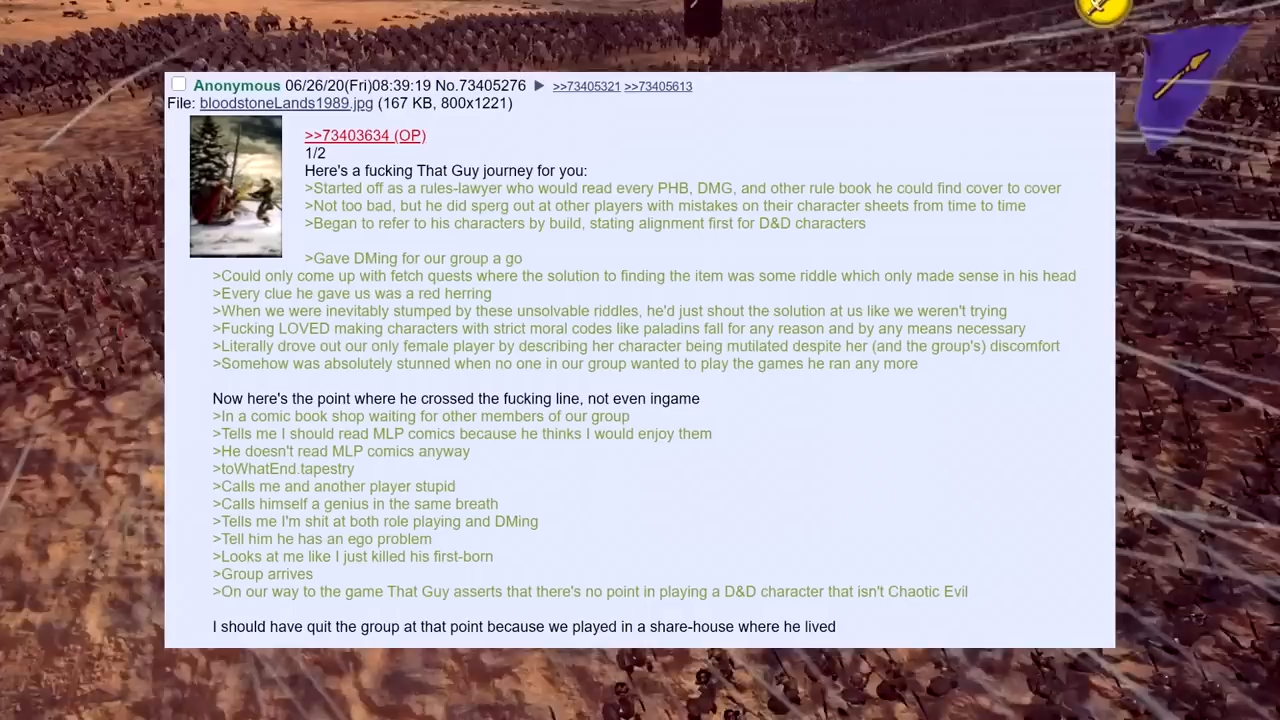 Anonymous 06/26/20(Fri)08:39:19 No.73405276 ▶ >>73405321 >>73405613
File: bloodstoneLands1989.jpg (167 KB, 800x1221)
>>73403634 (OP)
1/2
Here's a fucking That Guy journey for you:
>Started off as a rules-lawyer who would read every PHB, DMG, and other rule book he could find cover to cover
>Not too bad, but he did sperg out at other players with mistakes on their character sheets from time to time
>Began to refer to his characters by build, stating alignment first for D&D characters
>Gave DMing for our group a go
>Could only come up with fetch quests where the solution to finding the item was some riddle which only made sense in his head
>Every clue he gave us was a red herring
>When we were inevitably stumped by these unsolvable riddles, he'd just shout the solution at us like we weren't trying
>Fucking LOVED making characters with strict moral codes like paladins fall for any reason and by any means necessary
>Literally drove out our only female player by describing her character being mutilated despite her (and the group's) discomfort
>Somehow was absolutely stunned when no one in our group wanted to play the games he ran any more
Now here's the point where he crossed the fucking line, not even ingame
>In a comic book shop waiting for other members of our group
>Tells me I should read MLP comics because he thinks I would enjoy them
>He doesn't read MLP comics anyway
>toWhatEnd.tapestry
>Calls me and another player stupid
>Calls himself a genius in the same breath
>Tells me I'm shit at both role playing and DMing
>Tell him he has an ego problem
>Looks at me like I just killed his first-born
>Group arrives
>On our way to the game That Guy asserts that there's no point in playing a D&D character that isn't Chaotic Evil
I should have quit the group at that point because we played in a share-house where he lived